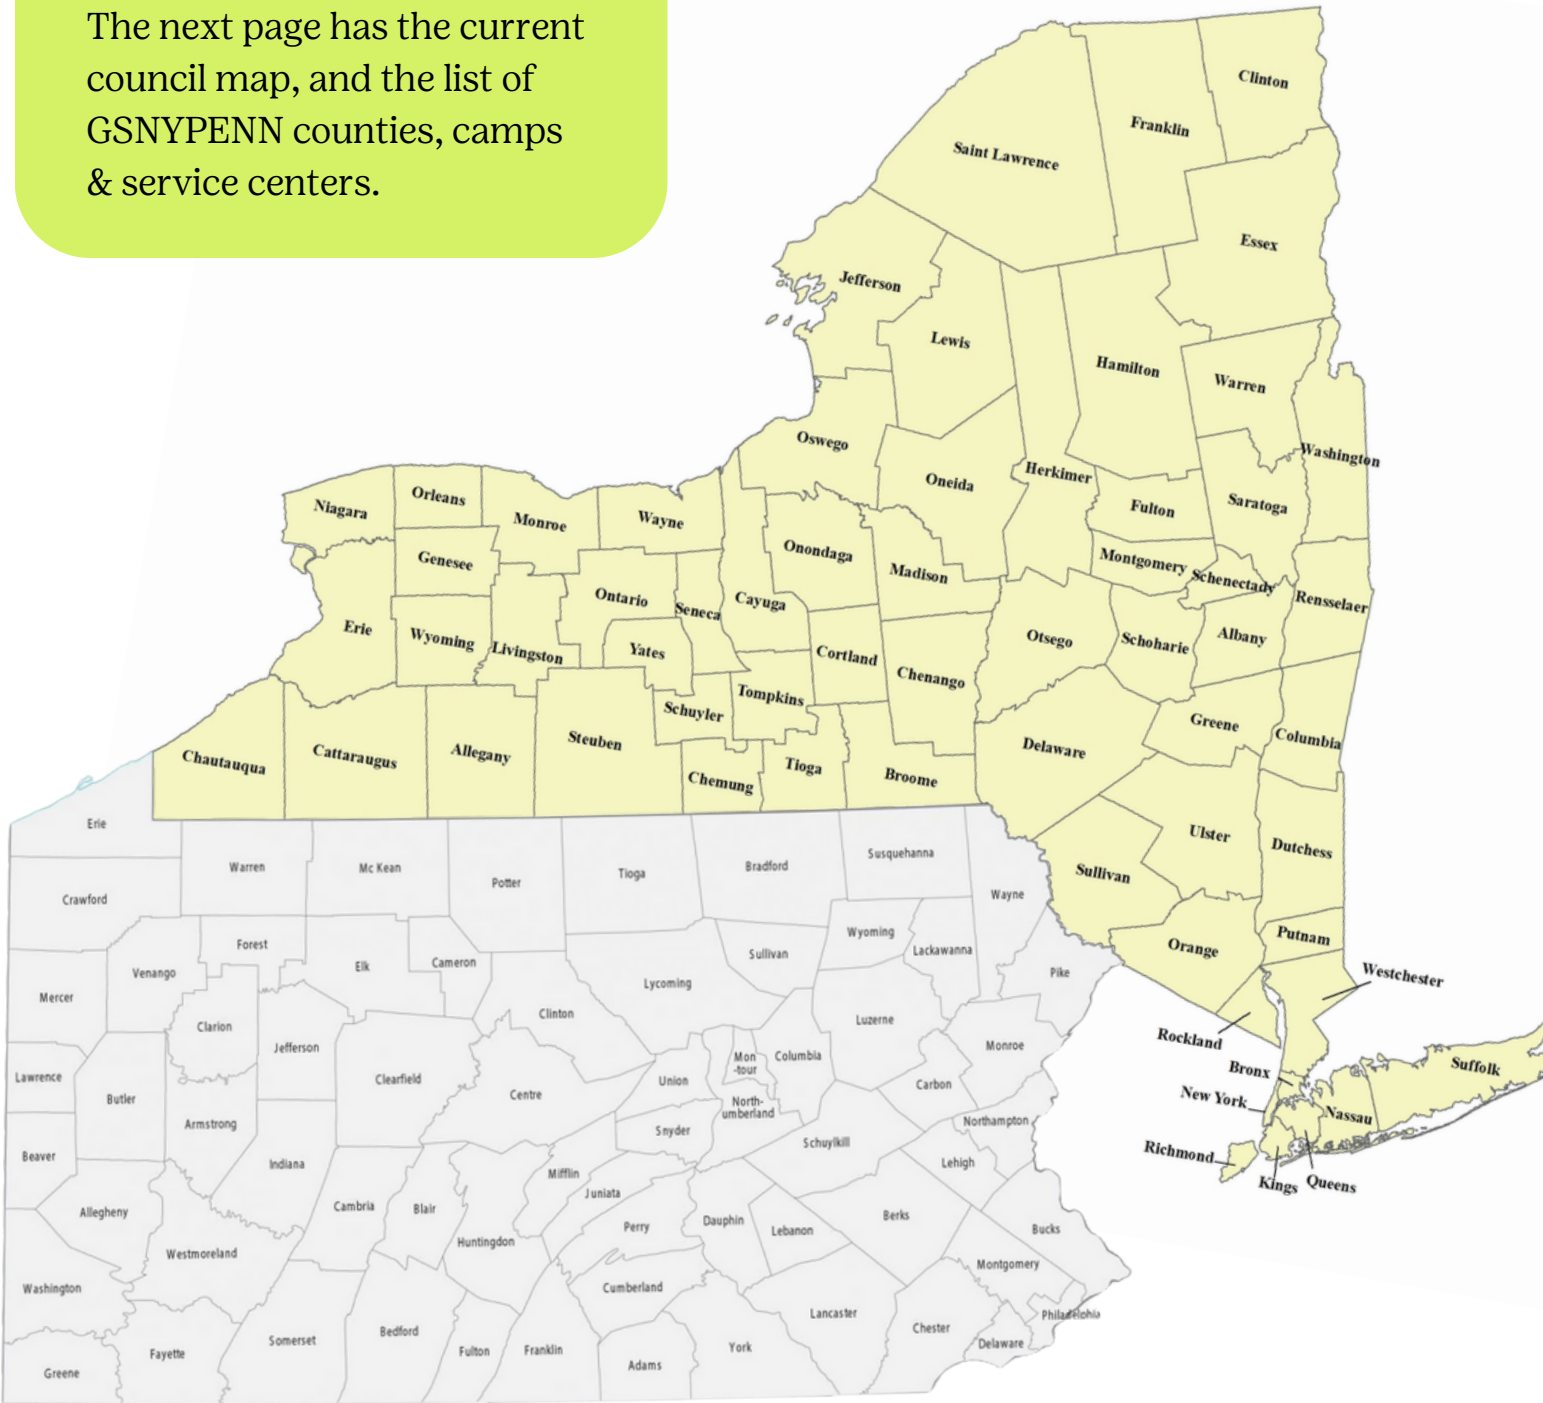 The next page has the current
council map, and the list of
GSNYPENN counties, camps
& service centers.
Clinton
Franklin
Saint Lawrence
Essex
Jefferson
Lewis
Hamilton
Warren
Oswego
Washington
Herkimer
Oneida
Orleans
Niagara
Saratoga
Fulton
Wayne
Monroe
Onondaga
Genesee
Montgomery
Madison
Schenectady
Ontario
Cayuga
Seneca
Rensselaer
Erie
Wyoming
Livingston
Yates
Cortland
Otsego
Schoharie
Albany
Chenango
Tompkins
Schuyler
Greene
Columbia
Steuben
Allegany
Cattaraugus
Chautauqua
Delaware
Tioga
Chemung
Broome
Ulster
Dutchess
Sullivan
Putnam
Orange
Westchester
Rockland
Bronx
Suffolk
New York
Nassau
Richmond
Kings
Queens
Erie
Warren
Mc Kean
Potter
Tioga
Bradford
Susquehanna
Wayne
Crawford
Forest
Wyoming
Lackawanna
Venango
Elk
Cameron
Sullivan
Pike
Mercer
Lycoming
Clinton
Clarion
Luzerne
Jefferson
Monroe
Columbia
Mon
-tour
Lawrence
Clearfield
Union
Carbon
Butler
Centre
North-
umberland
Armstrong
Snyder
Northampton
Schuylkill
Beaver
Indiana
Mifflin
Lehigh
Juniata
Cambria
Blair
Allegheny
Perry
Dauphin
Lebanon
Berks
Bucks
Huntingdon
Westmoreland
Montgomery
Washington
Cumberland
Lancaster
Philadelphia
Chester
Bedford
Somerset
Delaware
York
Fulton
Franklin
Fayette
Adams
Greene